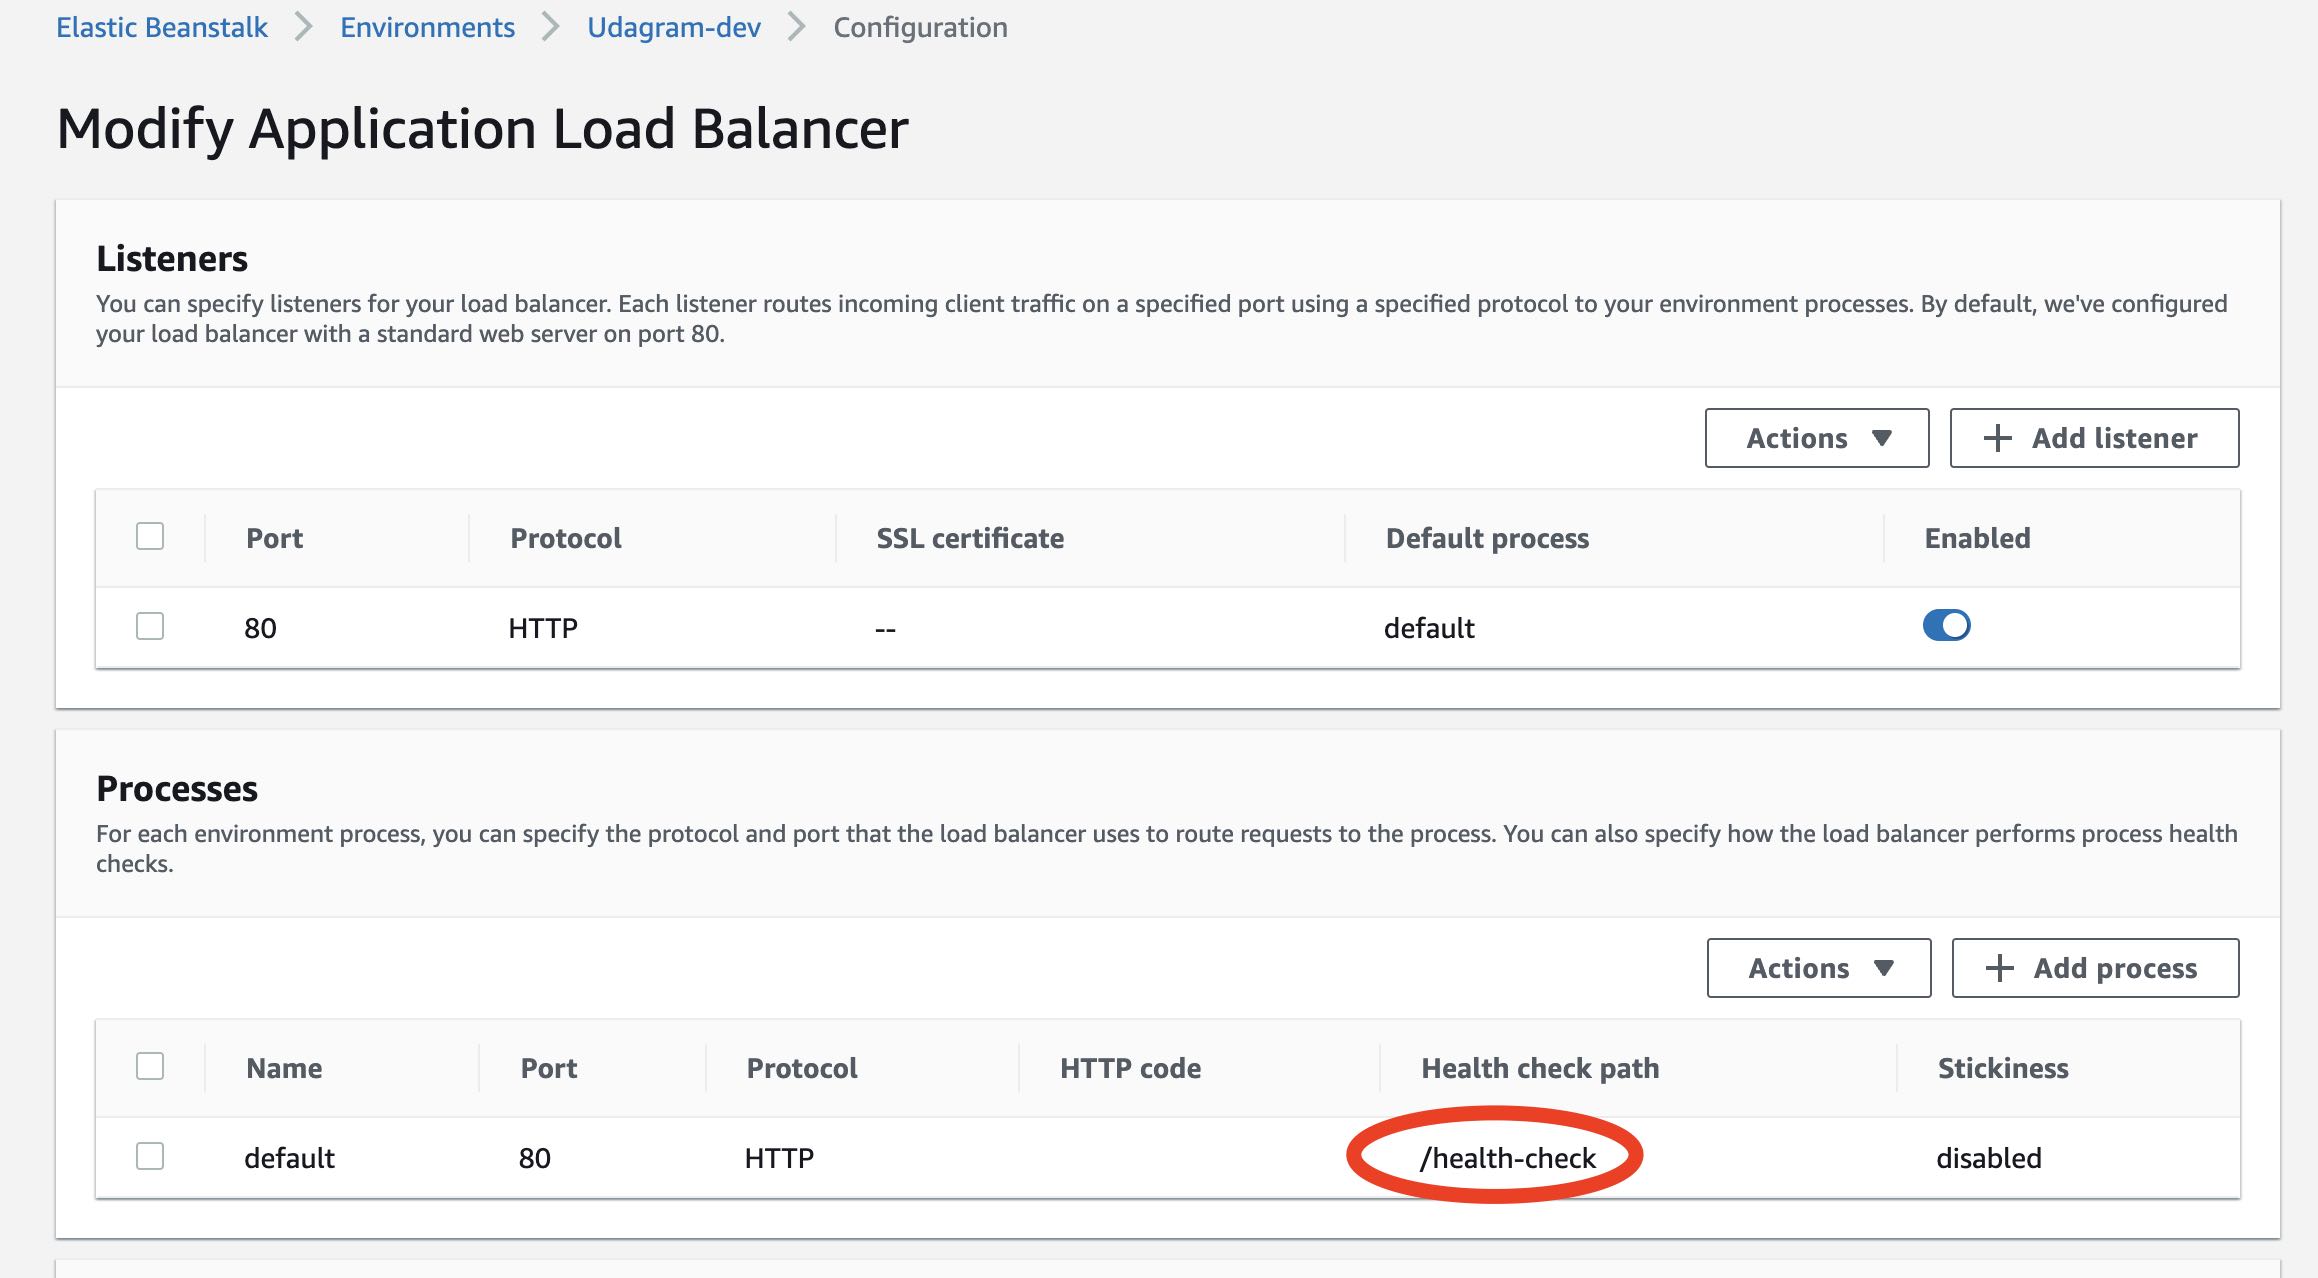 Elastic Beanstalk > Environments > Udagram-dev > Configuration
Modify Application Load Balancer
Listeners
You can specify listeners for your load balancer. Each listener routes incoming client traffic on a specified port using a specified protocol to your environment processes. By default, we've configured
your load balancer with a standard web server on port 80.
Actions ▼ + Add listener
Port Protocol SSL certificate Default process Enabled
80 HTTP -- default
Processes
For each environment process, you can specify the protocol and port that the load balancer uses to route requests to the process. You can also specify how the load balancer performs process health
checks.
Actions ▼ + Add process
Name Port Protocol HTTP code Health check path Stickiness
default 80 HTTP /health-check disabled